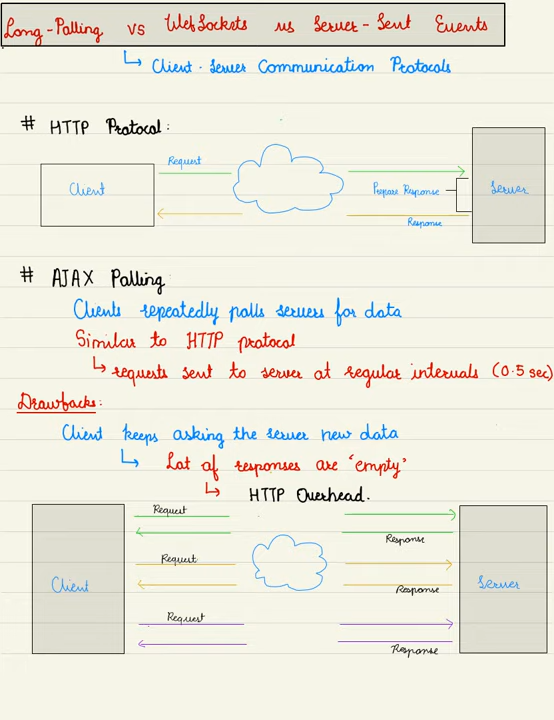 Long-Polling vs WebSockets vs Server-Sent Events
↳ Client-Server Communication Protocols
# HTTP Protocol:
Request
Client
Prepare Response
Server
Response
# AJAX Polling:
Clients repeatedly polls servers for data
Similar to HTTP protocol
↳ requests sent to server at regular intervals (0.5 sec)
Drawbacks:
Client keeps asking the server new data
↳ Lot of responses are 'empty'
↳ HTTP Overhead.
Request
Response
Request
Client
Server
Response
Request
Response